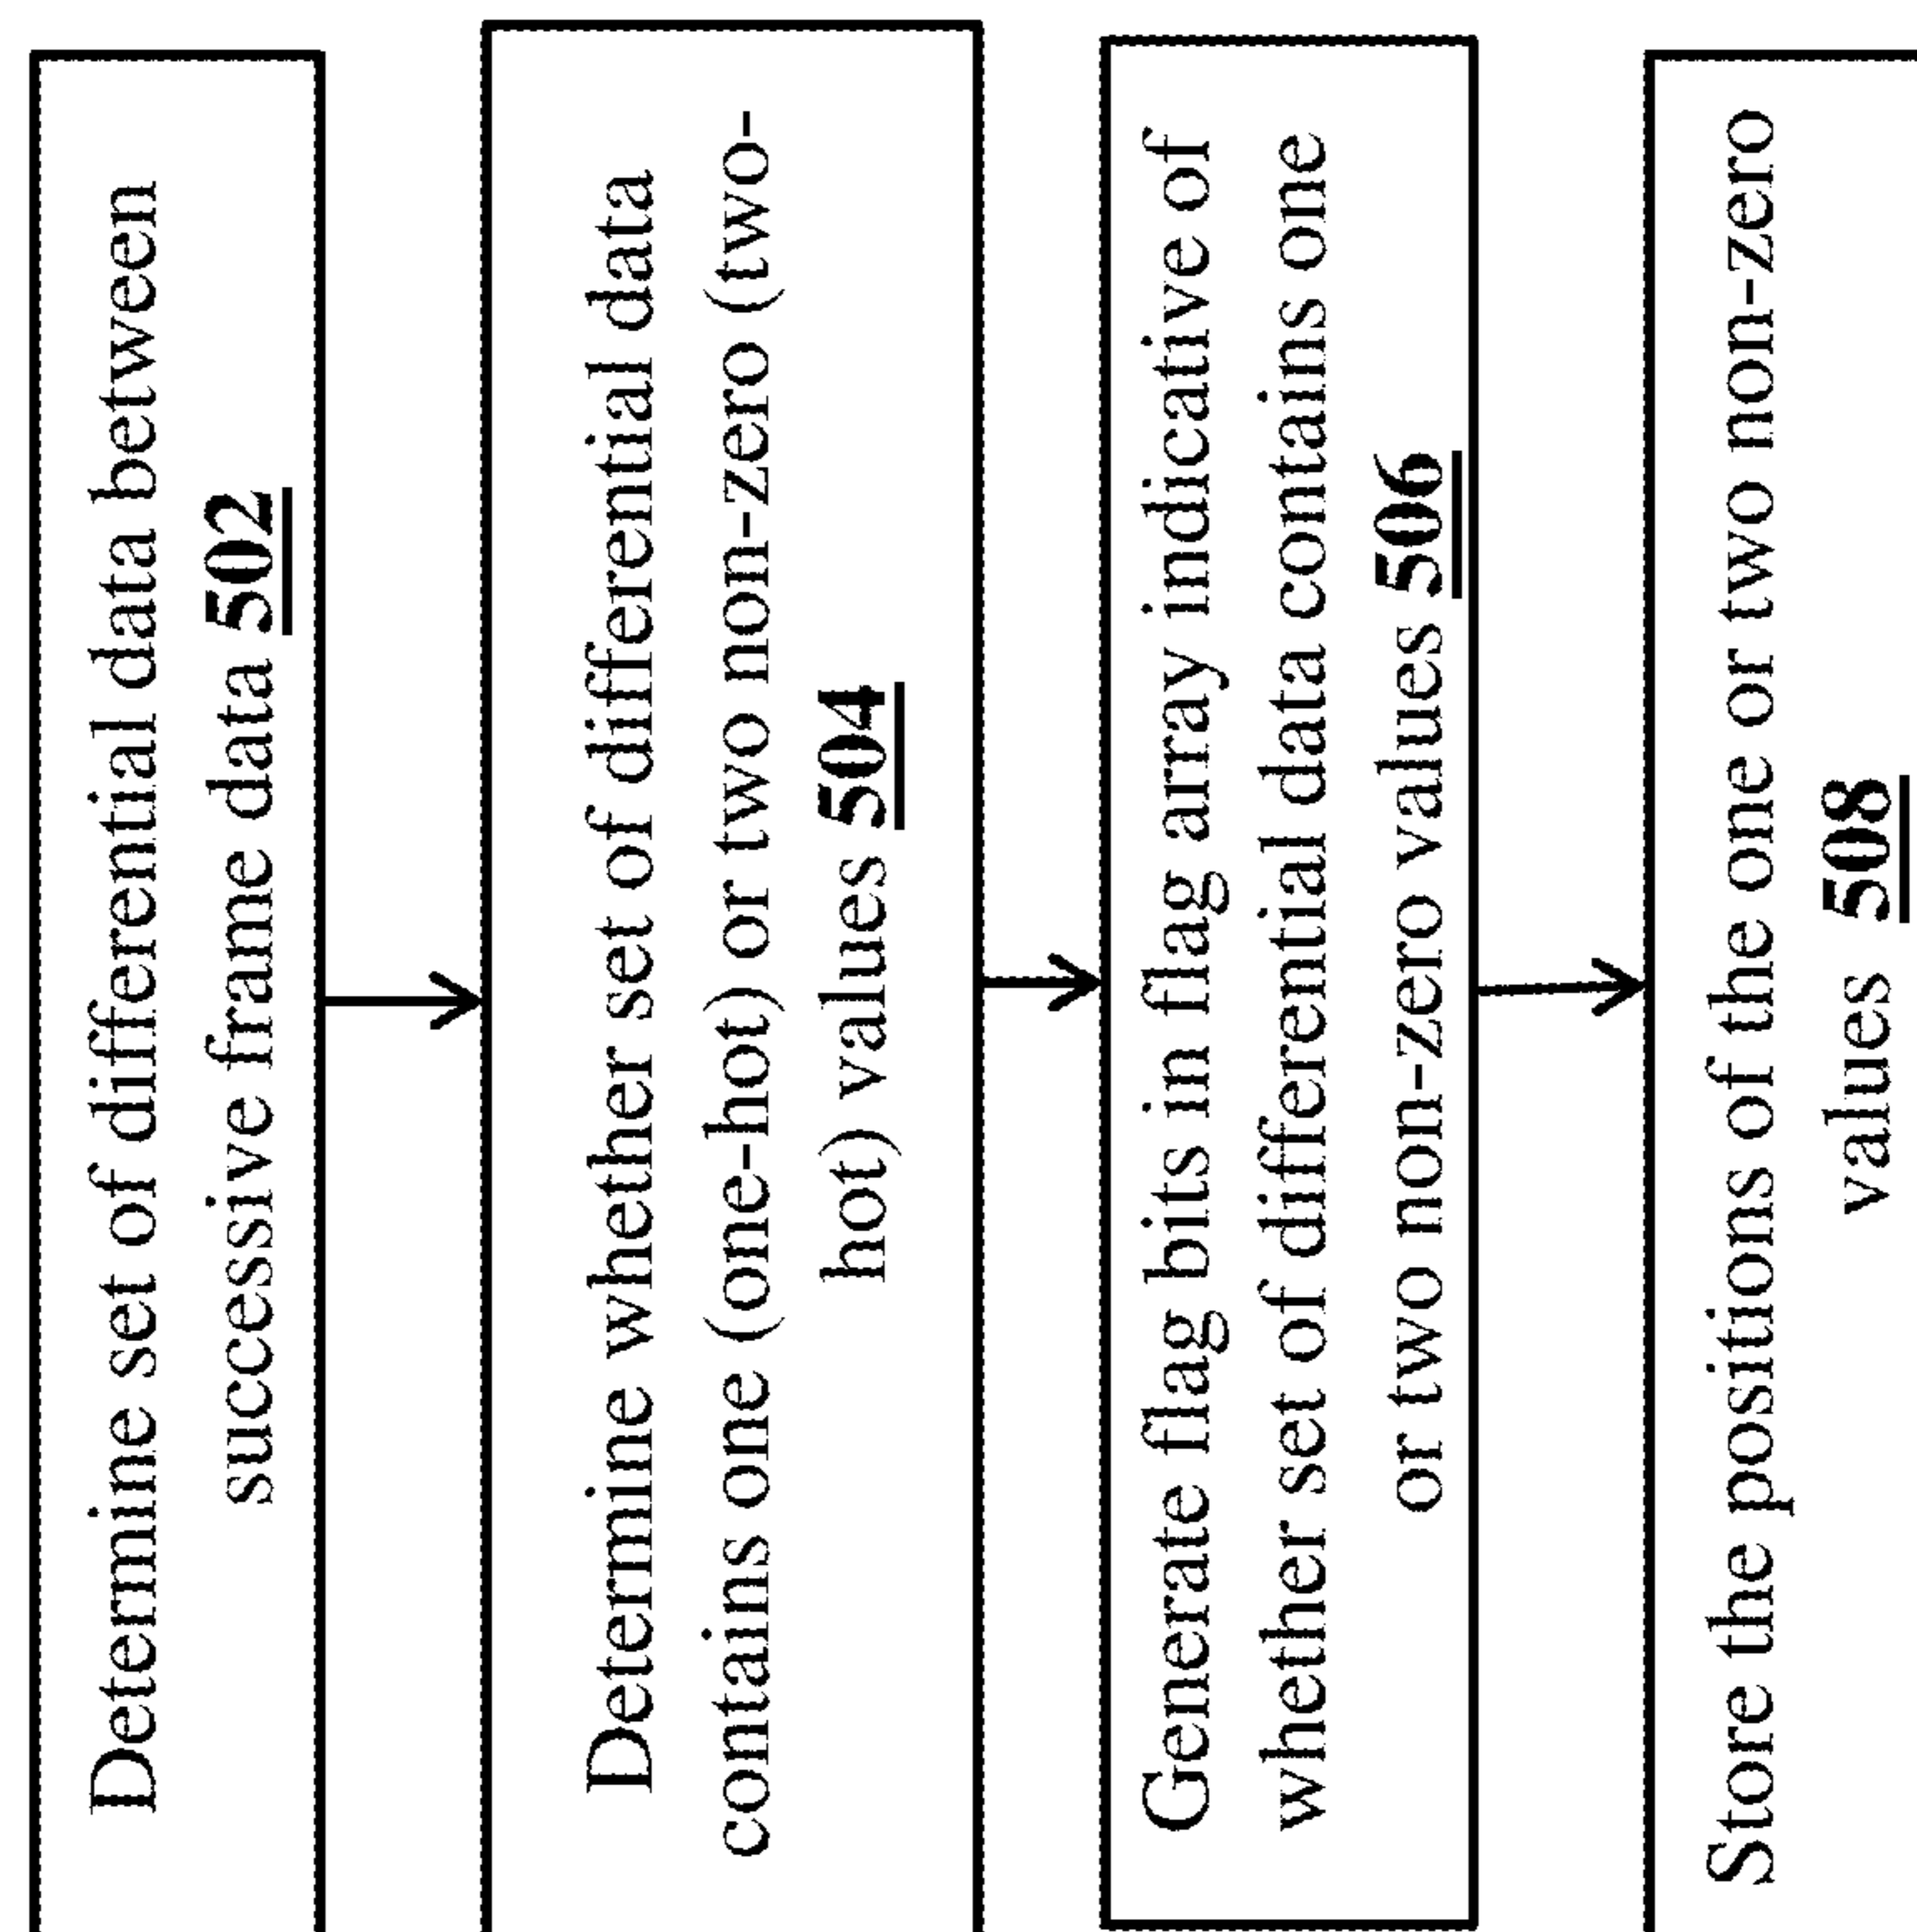 Determine set of differential data between
successive frame data 502
Determine whether set of differential data
contains one (one-hot) or two non-zero (two-
hot) values 504
Generate flag bits in flag array indicative of
whether set of differential data contains one
or two non-zero values 506
Store the positions of the one or two non-zero
values 508